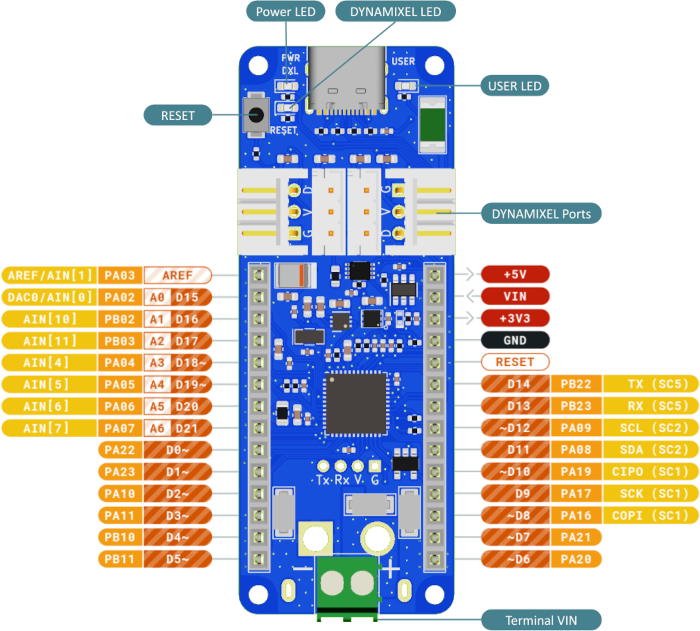 Power LED
DYNAMIXEL LED
PWR
DXL
USER
USER LED
RESET
RESET
D
V
G
G
V
D
DYNAMIXEL Ports
AREF/AIN[1] PA03 AREF
DAC0/AIN[0] PA02 A0 D15
AIN[10] PB02 A1 D16
AIN[11] PB03 A2 D17
AIN[4] PA04 A3 D18~
AIN[5] PA05 A4 D19~
AIN[6] PA06 A5 D20
AIN[7] PA07 A6 D21
PA22 D0~
PA23 D1~
PA10 D2~
PA11 D3~
PB10 D4~
PB11 D5~
+5V
VIN
+3V3
GND
RESET
D14 PB22 TX (SC5)
D13 PB23 RX (SC5)
~D12 PA09 SCL (SC2)
D11 PA08 SDA (SC2)
~D10 PA19 CIPO (SC1)
D9 PA17 SCK (SC1)
~D8 PA16 COPI (SC1)
~D7 PA21
~D6 PA20
Tx Rx V G
− +
Terminal VIN